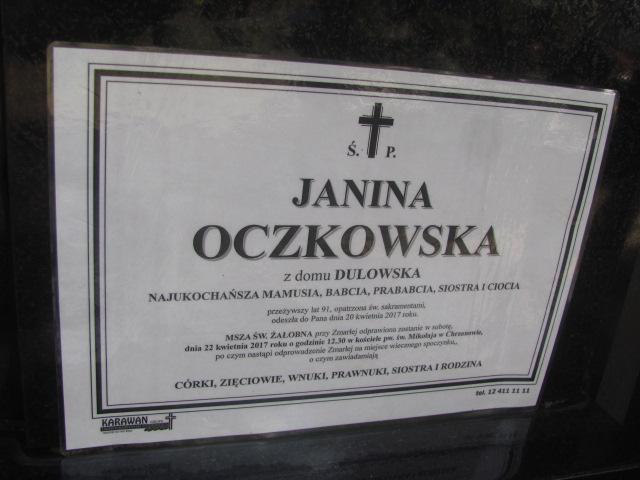 Ś. P.
JANINA
OCZKOWSKA
z domu DULOWSKA
NAJUKOCHAŃSZA MAMUSIA, BABCIA, PRABABCIA, SIOSTRA I CIOCIA
przeżywszy lat 91, opatrzona św. sakramentami,
odeszła do Pana dnia 20 kwietnia 2017 roku.
MSZA ŚW. ŻAŁOBNA przy Zmarłej odprawiona zostanie w sobotę,
dnia 22 kwietnia 2017 roku o godzinie 12.30 w kościele pw. św. Mikołaja w Chrzanowie,
po czym nastąpi odprowadzenie Zmarłej na miejsce wiecznego spoczynku,
o czym zawiadamiają
CÓRKI, ZIĘCIOWIE, WNUKI, PRAWNUKI, SIOSTRA I RODZINA
tel. 12 411 11 11
KARAWAN